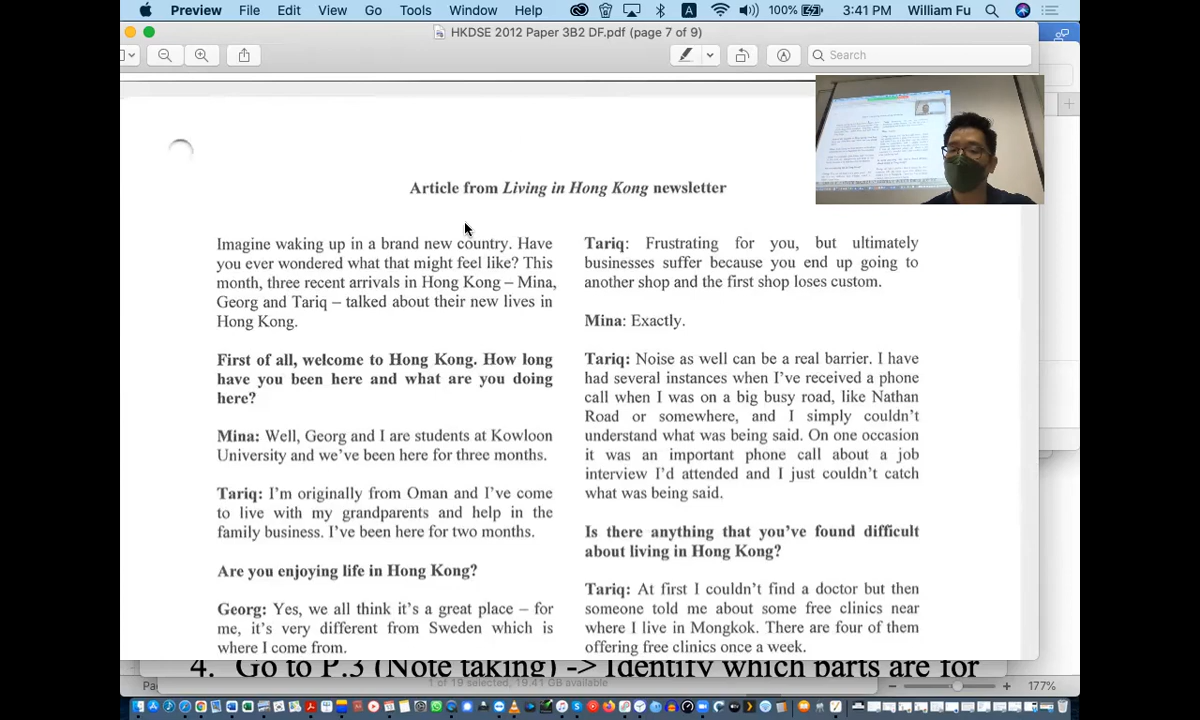 Preview File Edit View Go Tools Window Help 100% 3:41 PM William Fu
HKDSE 2012 Paper 3B2 DF.pdf (page 7 of 9)
Search
Article from Living in Hong Kong newsletter
Imagine waking up in a brand new country. Have
you ever wondered what that might feel like? This
month, three recent arrivals in Hong Kong – Mina,
Georg and Tariq – talked about their new lives in
Hong Kong.
First of all, welcome to Hong Kong. How long
have you been here and what are you doing
here?
Mina: Well, Georg and I are students at Kowloon
University and we've been here for three months.
Tariq: I'm originally from Oman and I've come
to live with my grandparents and help in the
family business. I've been here for two months.
Are you enjoying life in Hong Kong?
Georg: Yes, we all think it's a great place – for
me, it's very different from Sweden which is
where I come from.
Tariq: Frustrating for you, but ultimately
businesses suffer because you end up going to
another shop and the first shop loses custom.
Mina: Exactly.
Tariq: Noise as well can be a real barrier. I have
had several instances when I've received a phone
call when I was on a big busy road, like Nathan
Road or somewhere, and I simply couldn't
understand what was being said. On one occasion
it was an important phone call about a job
interview I'd attended and I just couldn't catch
what was being said.
Is there anything that you've found difficult
about living in Hong Kong?
Tariq: At first I couldn't find a doctor but then
someone told me about some free clinics near
where I live in Mongkok. There are four of them
offering free clinics once a week.
4. Go to P.3 (Note taking) -> Identify which parts are for
1 of 19 selected, 19.41 GB available
Pa
177%